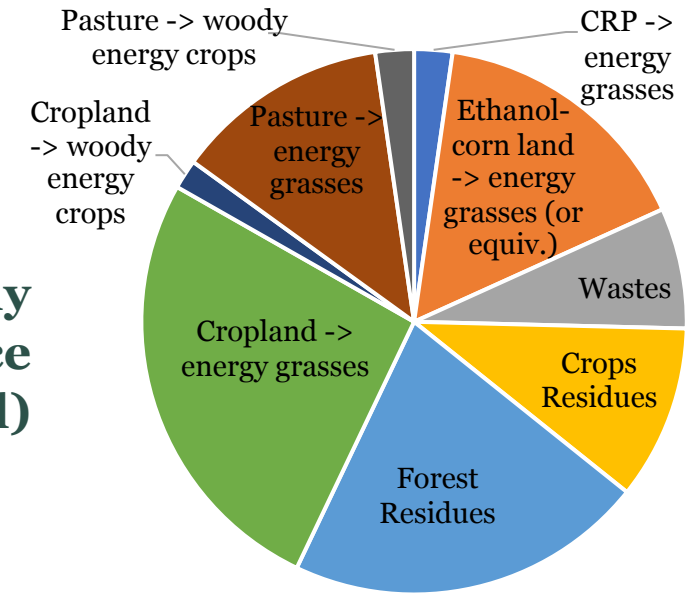 Pasture -> woody
energy crops
CRP ->
energy
grasses
Cropland
-> woody
energy
crops
Pasture ->
energy
grasses
Ethanol-
corn land
-> energy
grasses (or
equiv.)
Wastes
Cropland ->
energy grasses
Crops
Residues
Forest
Residues